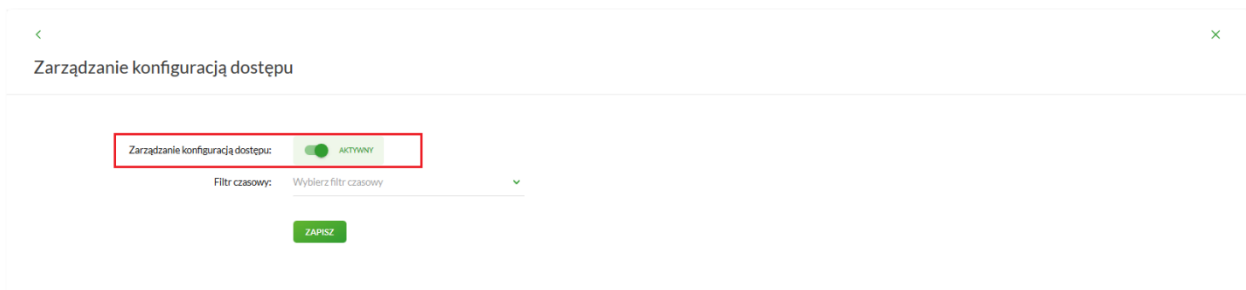 Zarządzanie konfiguracją dostępu
Zarządzanie konfiguracją dostępu: AKTYWNY
Filtr czasowy: Wybierz filtr czasowy
ZAPISZ